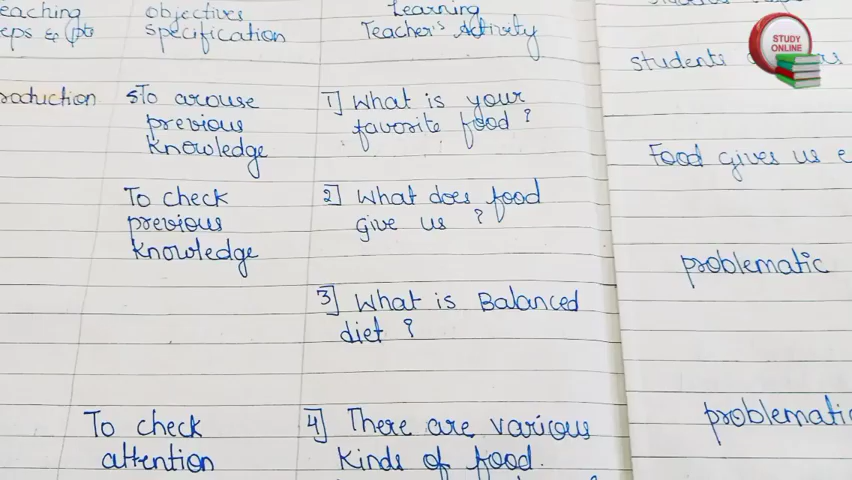 eaching objectives Learning
eps & pts specification Teacher's Activity
students
STUDY
ONLINE
roduction sTo arouse 1] What is your
previous favorite food ?
knowledge
Food gives us e
To check 2] What does food
previous give us ?
knowledge
problematic
3] What is Balanced
diet ?
To check 4] There are various
attention kinds of food.
problematic